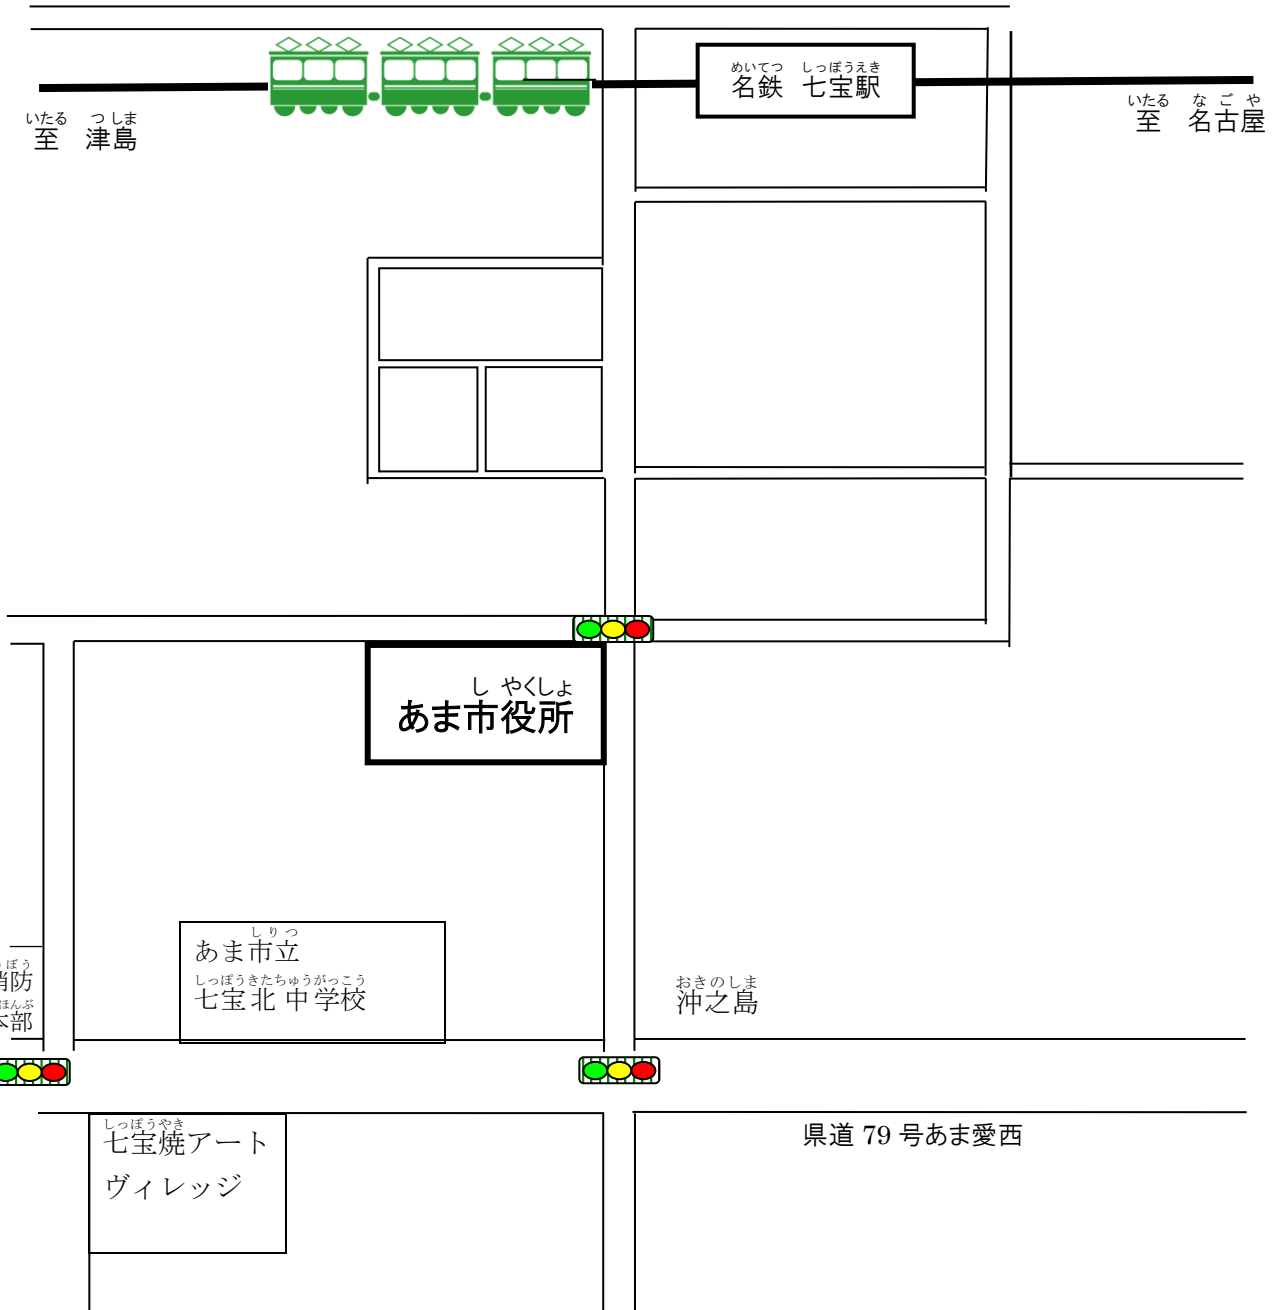 めいてつ しっぽうえき
名鉄 七宝駅
いたる つしま
至 津島
いたる なごや
至 名古屋
し やくしょ
あま市役所
しりつ
あま市立
しっぽうきたちゅうがっこう
七宝北中学校
ぼう
消防
ほんぶ
本部
おきのしま
沖之島
しっぽうやき
七宝焼アート
ヴィレッジ
県道 79 号あま愛西